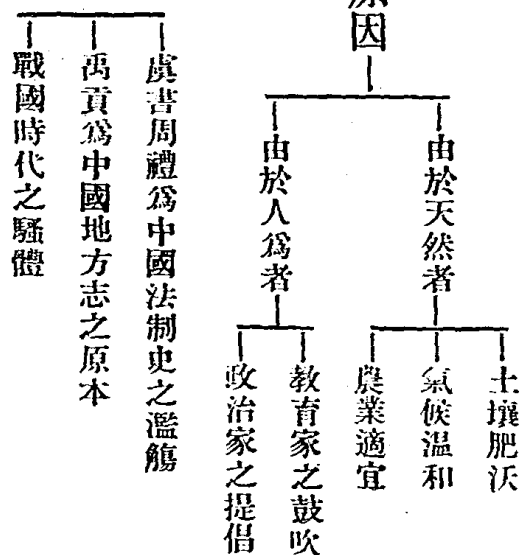 原因
由於天然者
土壤肥沃
氣候温和
農業適宜
由於人爲者
教育家之鼓吹
政治家之提倡
虞書周禮爲中國法制史之濫觴
禹貢爲中國地方志之原本
戰國時代之騷體